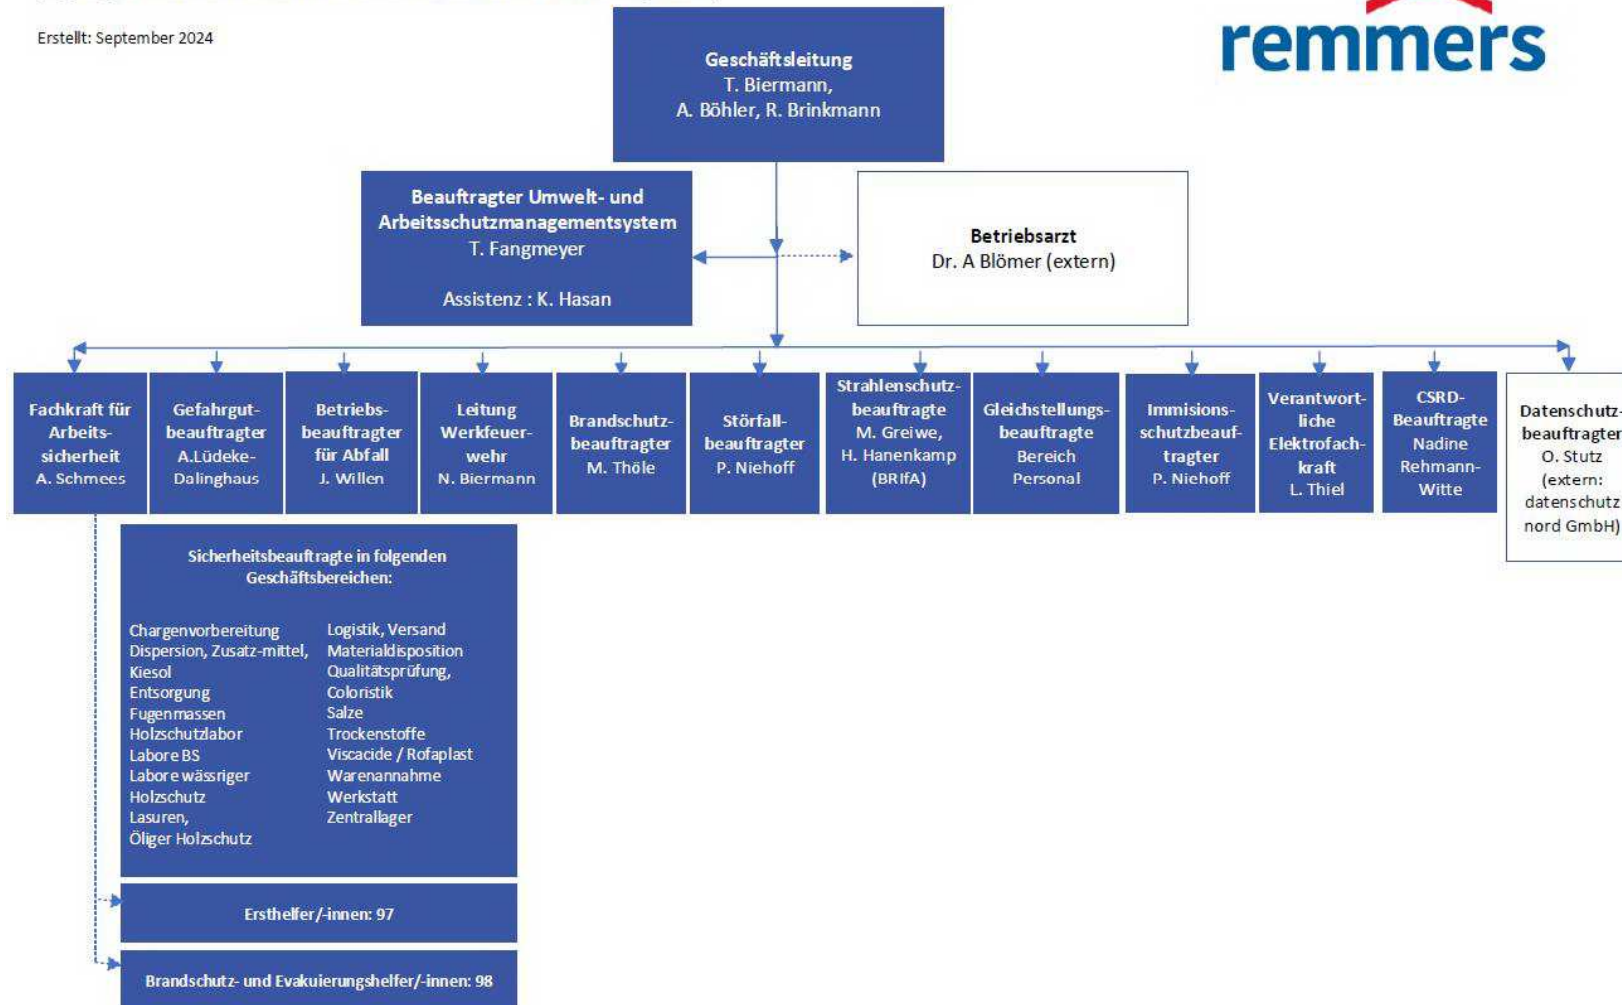 Erstellt: September 2024
remmers
Geschäftsleitung
T. Biermann,
A. Böhler, R. Brinkmann
Beauftragter Umwelt- und
Arbeitsschutzmanagementsystem
T. Fangmeyer
Assistenz : K. Hasan
Betriebsarzt
Dr. A Blömer (extern)
Fachkraft für
Arbeits-
sicherheit
A. Schmees
Gefahrgut-
beauftragter
A.Lüdeke-
Dalinghaus
Betriebs-
beauftragter
für Abfall
J. Willen
Leitung
Werkfeuer-
wehr
N. Biermann
Brandschutz-
beauftragter
M. Thöle
Störfall-
beauftragter
P. Niehoff
Strahlenschutz-
beauftragte
M. Greiwe,
H. Hanenkamp
(BRIfA)
Gleichstellungs-
beauftragte
Bereich
Personal
Immisions-
schutzbeauf-
tragter
P. Niehoff
Verantwort-
liche
Elektrofach-
kraft
L. Thiel
CSRD-
Beauftragte
Nadine
Rehmann-
Witte
Datenschutz-
beauftragter
O. Stutz
(extern:
datenschutz
nord GmbH)
Sicherheitsbeauftragte in folgenden
Geschäftsbereichen:
Chargenvorbereitung
Dispersion, Zusatz-mittel,
Kiesol
Entsorgung
Fugenmassen
Holzschutzlabor
Labore BS
Labore wässriger
Holzschutz
Lasuren,
Öliger Holzschutz
Logistik, Versand
Materialdisposition
Qualitätsprüfung,
Coloristik
Salze
Trockenstoffe
Viscacide / Rofaplast
Warenannahme
Werkstatt
Zentrallager
Ersthelfer/-innen: 97
Brandschutz- und Evakuierungshelfer/-innen: 98